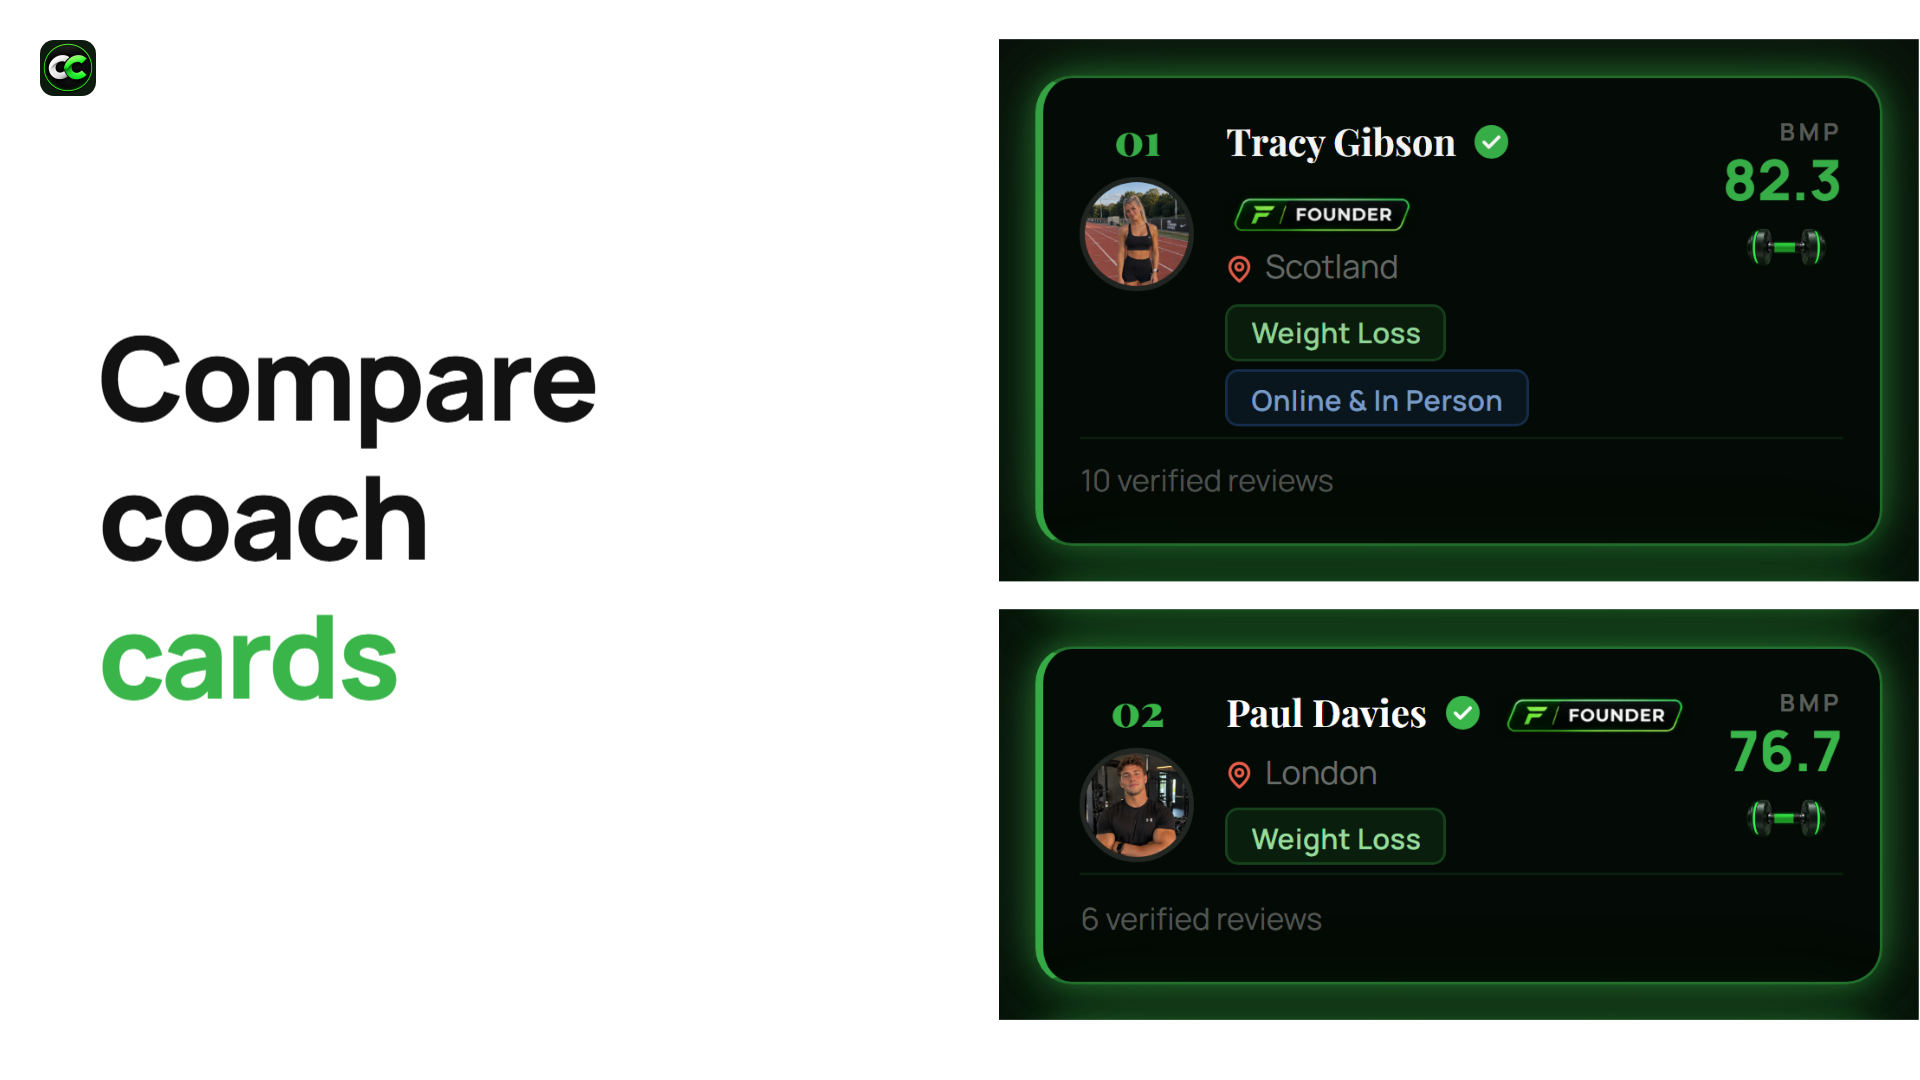 CC
Compare
coach
cards
01
Tracy Gibson
BMP
82.3
F / FOUNDER
Scotland
Weight Loss
Online & In Person
10 verified reviews
02
Paul Davies
F / FOUNDER
BMP
76.7
London
Weight Loss
6 verified reviews